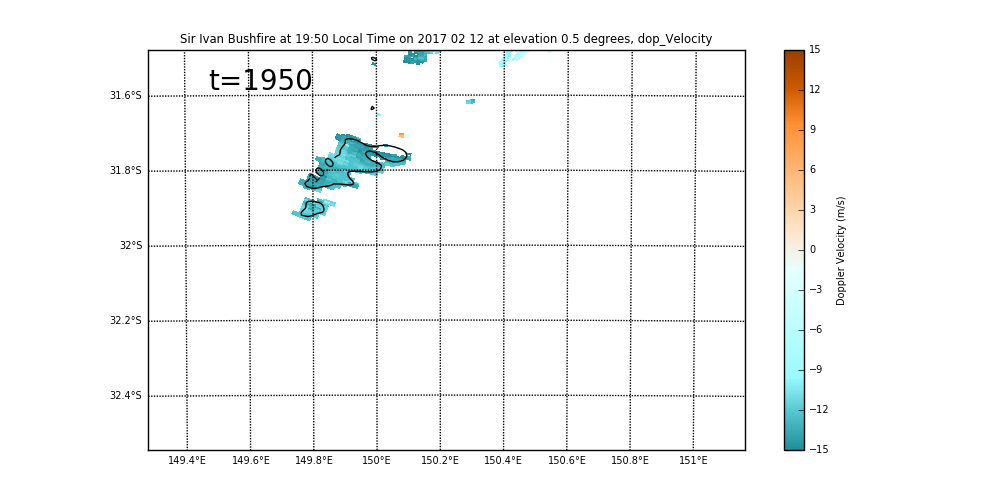 Sir Ivan Bushfire at 19:50 Local Time on 2017 02 12 at elevation 0.5 degrees, dop_Velocity
t=1950
31.6°S
31.8°S
32°S
32.2°S
32.4°S
149.4°E 149.6°E 149.8°E 150°E 150.2°E 150.4°E 150.6°E 150.8°E 151°E
15
12
9
6
3
0
−3
−6
−9
−12
−15
Doppler Velocity (m/s)